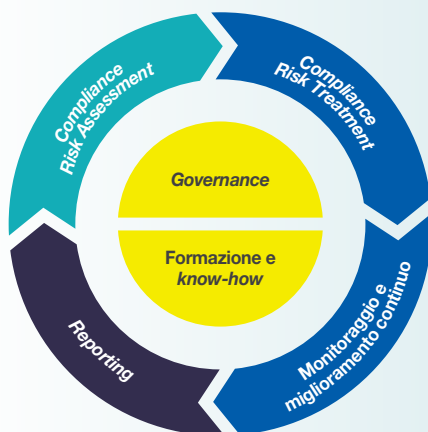 Compliance
Risk Assessment
Compliance
Risk Treatment
Governance
Formazione e
know-how
Reporting
Monitoraggio e
miglioramento continuo